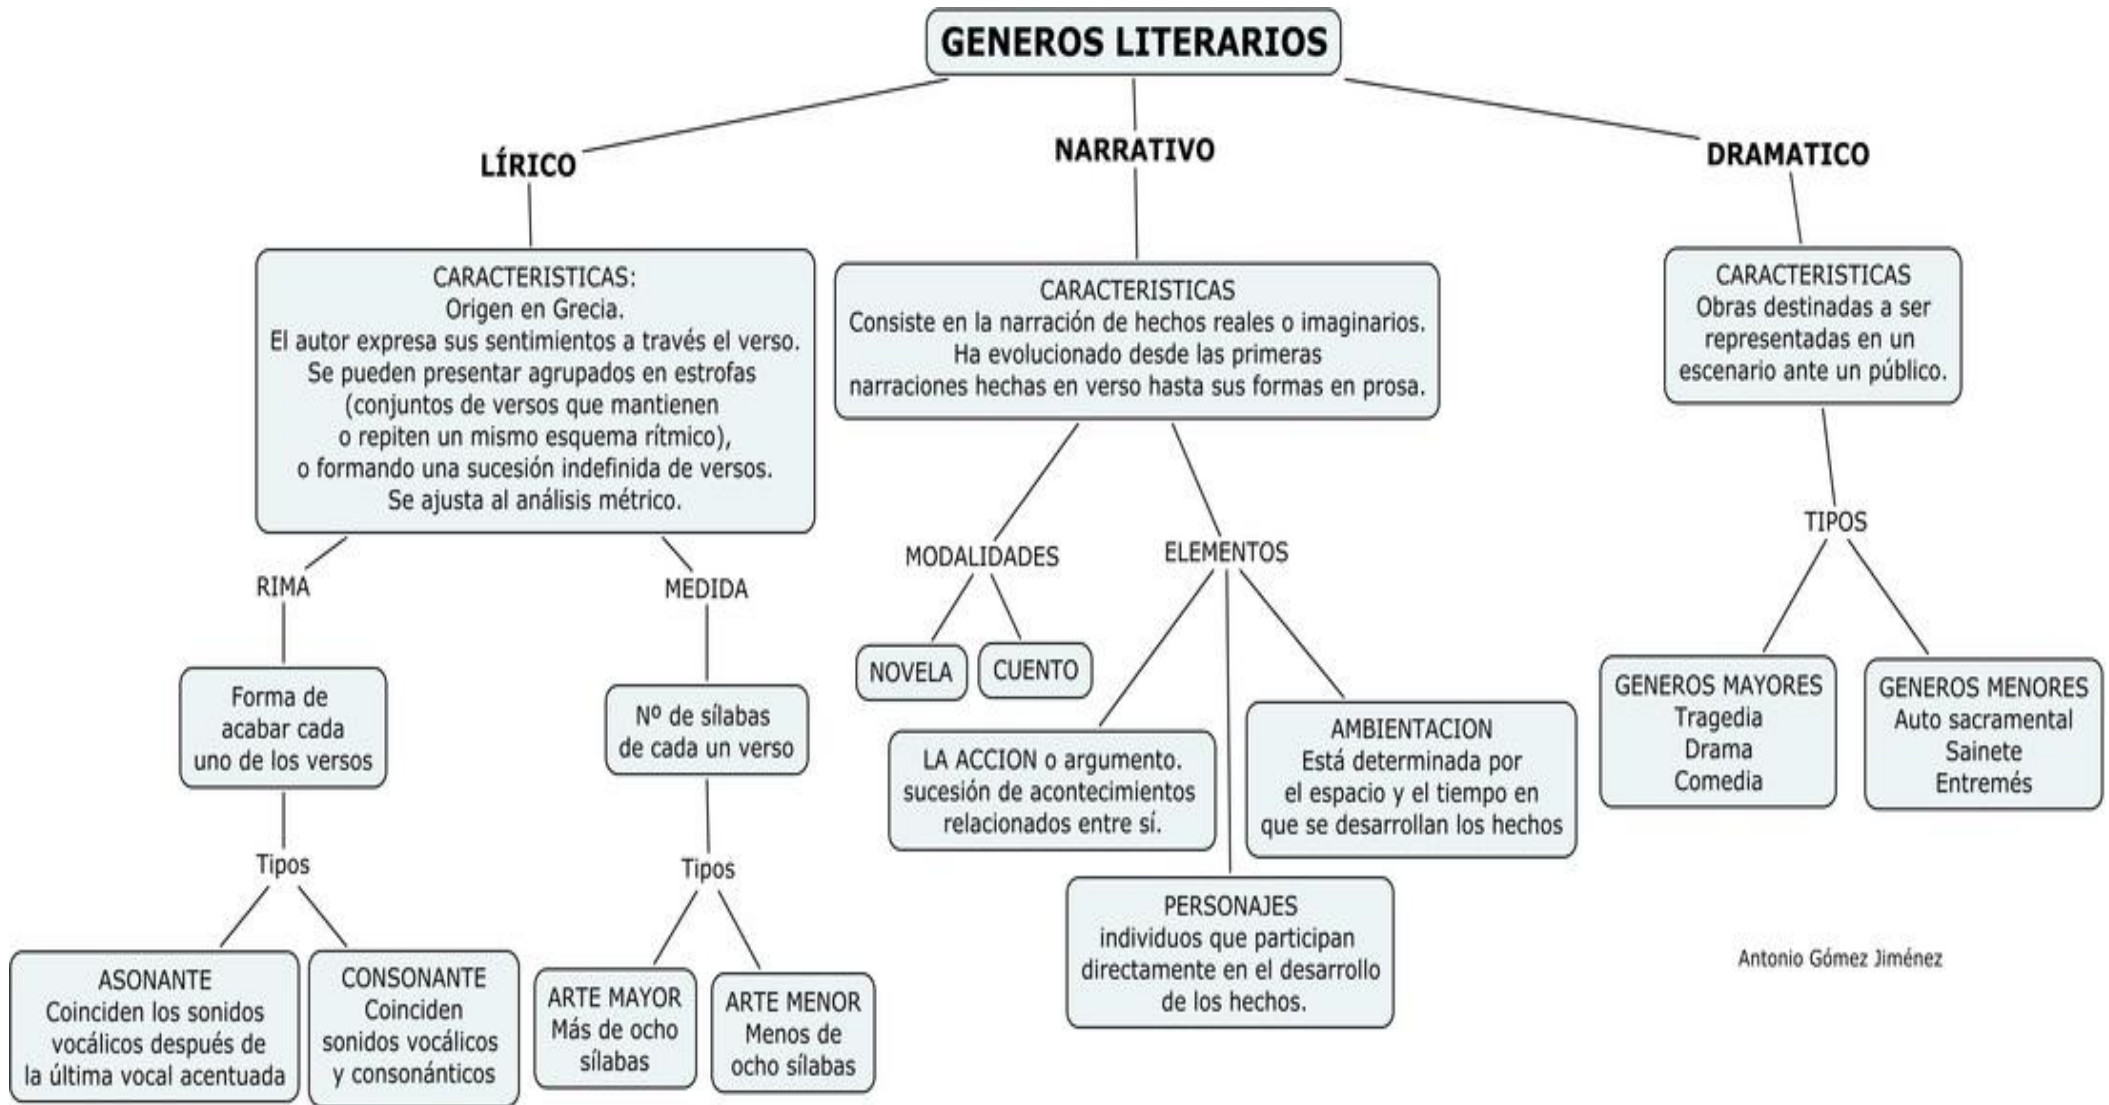 GENEROS LITERARIOS
LÍRICO
CARACTERISTICAS:
Origen en Grecia.
El autor expresa sus sentimientos a través el verso.
Se pueden presentar agrupados en estrofas
(conjuntos de versos que mantienen
o repiten un mismo esquema rítmico),
o formando una sucesión indefinida de versos.
Se ajusta al análisis métrico.
RIMA
Forma de
acabar cada
uno de los versos
Tipos
ASONANTE
Coinciden los sonidos
vocálicos después de
la última vocal acentuada
CONSONANTE
Coinciden
sonidos vocálicos
y consonánticos
MEDIDA
Nº de sílabas
de cada un verso
Tipos
ARTE MAYOR
Más de ocho
sílabas
ARTE MENOR
Menos de
ocho sílabas
NARRATIVO
CARACTERISTICAS
Consiste en la narración de hechos reales o imaginarios.
Ha evolucionado desde las primeras
narraciones hechas en verso hasta sus formas en prosa.
MODALIDADES
NOVELA
CUENTO
ELEMENTOS
LA ACCION o argumento.
sucesión de acontecimientos
relacionados entre sí.
PERSONAJES
individuos que participan
directamente en el desarrollo
de los hechos.
AMBIENTACION
Está determinada por
el espacio y el tiempo en
que se desarrollan los hechos
DRAMATICO
CARACTERISTICAS
Obras destinadas a ser
representadas en un
escenario ante un público.
TIPOS
GENEROS MAYORES
Tragedia
Drama
Comedia
GENEROS MENORES
Auto sacramental
Sainete
Entremés
Antonio Gómez Jiménez